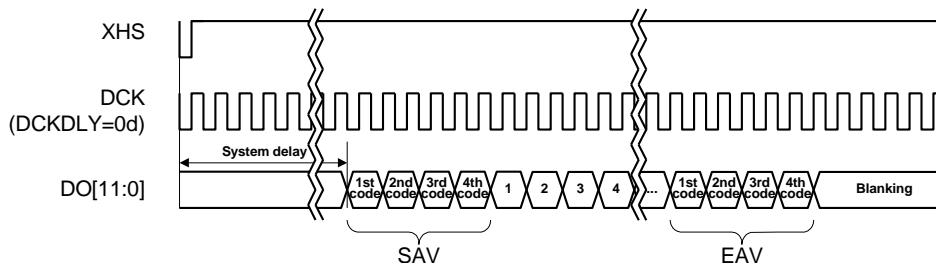 XHS
DCK
(DCKDLY=0d)
System delay
DO[11:0]
1st code 2nd code 3rd code 4th code 1 2 3 4 ... 1st code 2nd code 3rd code 4th code Blanking
SAV EAV